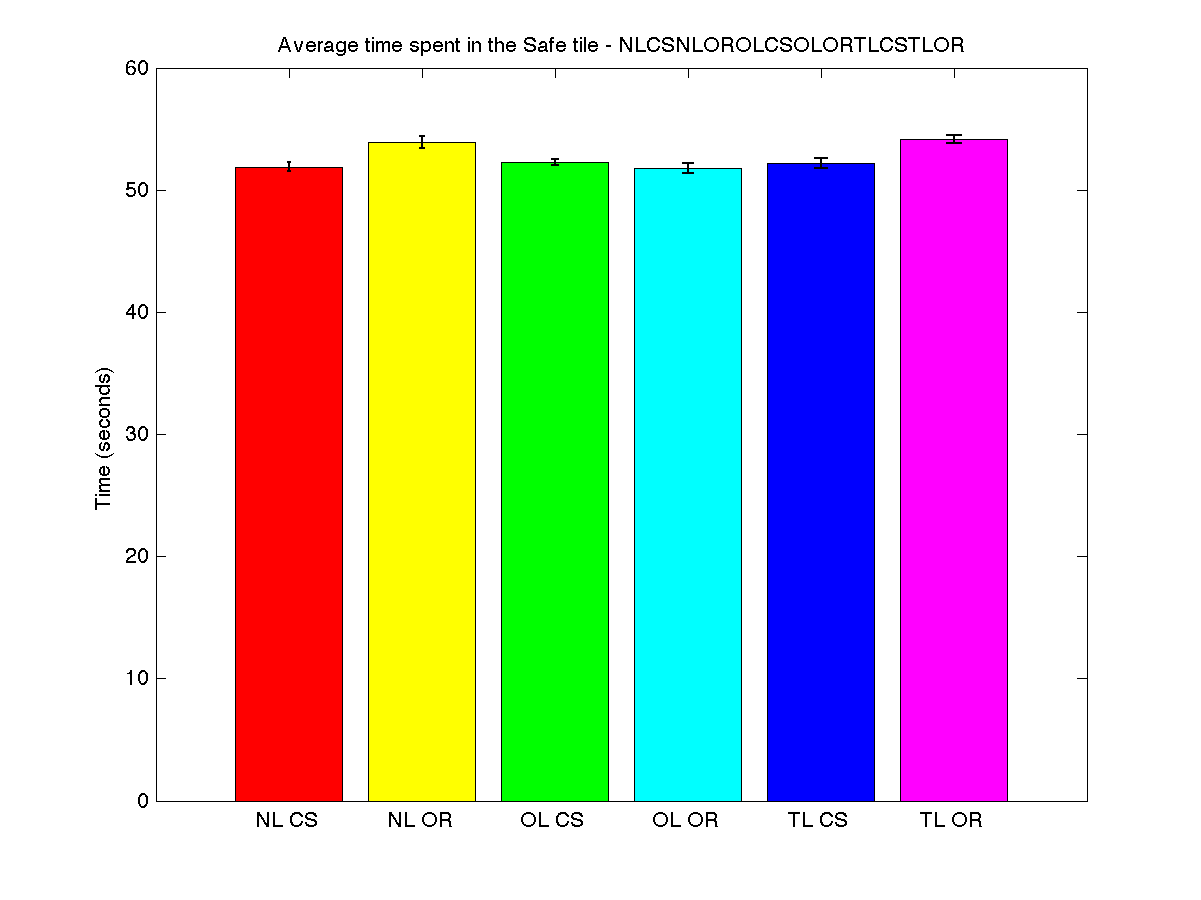 Average time spent in the Safe tile - NLCSNLOROLCSOLORTLCSTLOR
60
50
40
30
20
10
0
Time (seconds)
NL CS NL OR OL CS OL OR TL CS TL OR